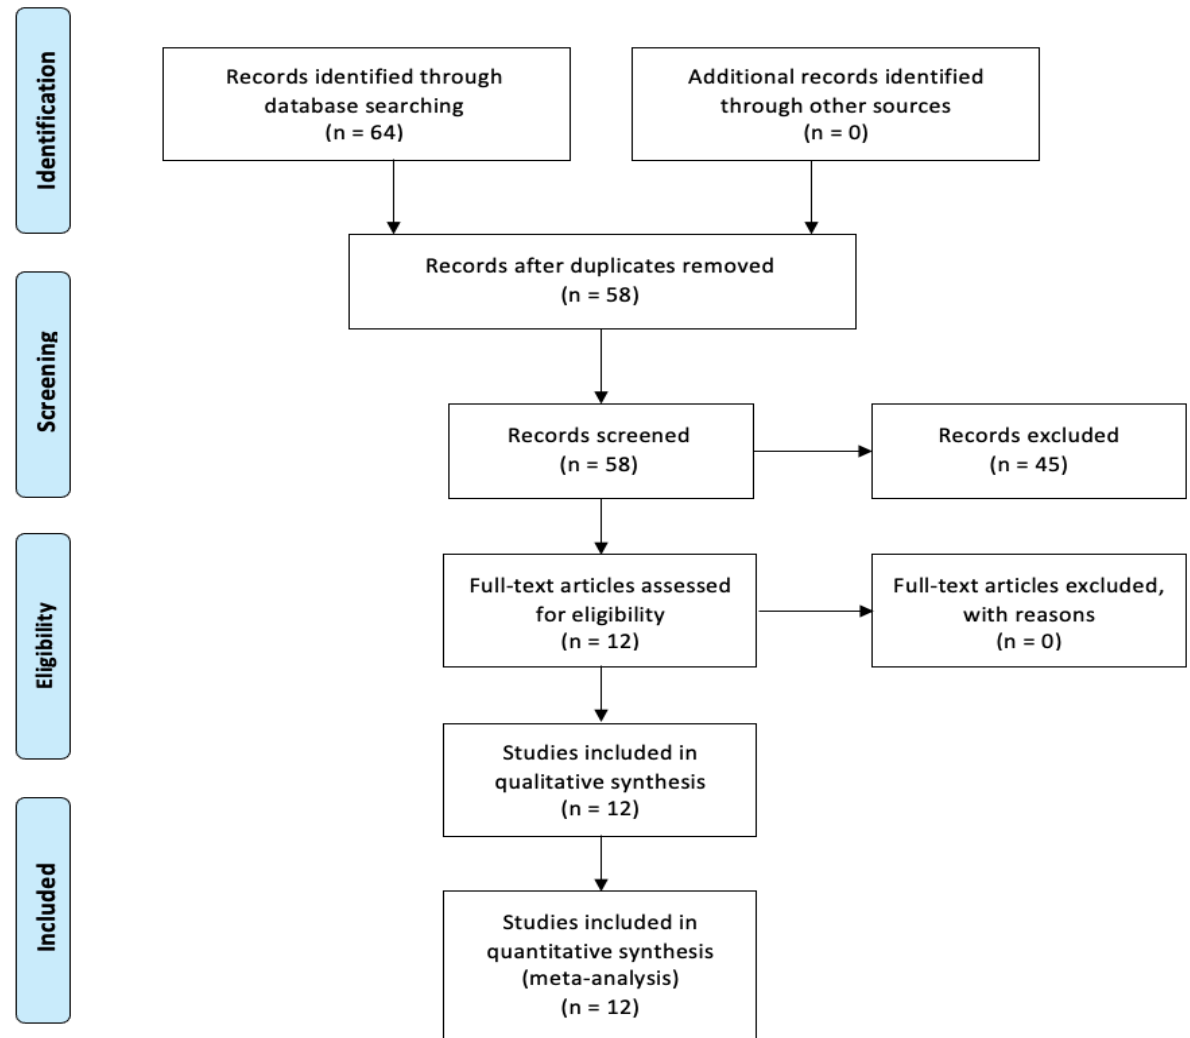 Identification
Records identified through
database searching
(n = 64)
Additional records identified
through other sources
(n = 0)
Records after duplicates removed
(n = 58)
Screening
Records screened
(n = 58)
Records excluded
(n = 45)
Eligibility
Full-text articles assessed
for eligibility
(n = 12)
Full-text articles excluded,
with reasons
(n = 0)
Studies included in
qualitative synthesis
(n = 12)
Included
Studies included in
quantitative synthesis
(meta-analysis)
(n = 12)